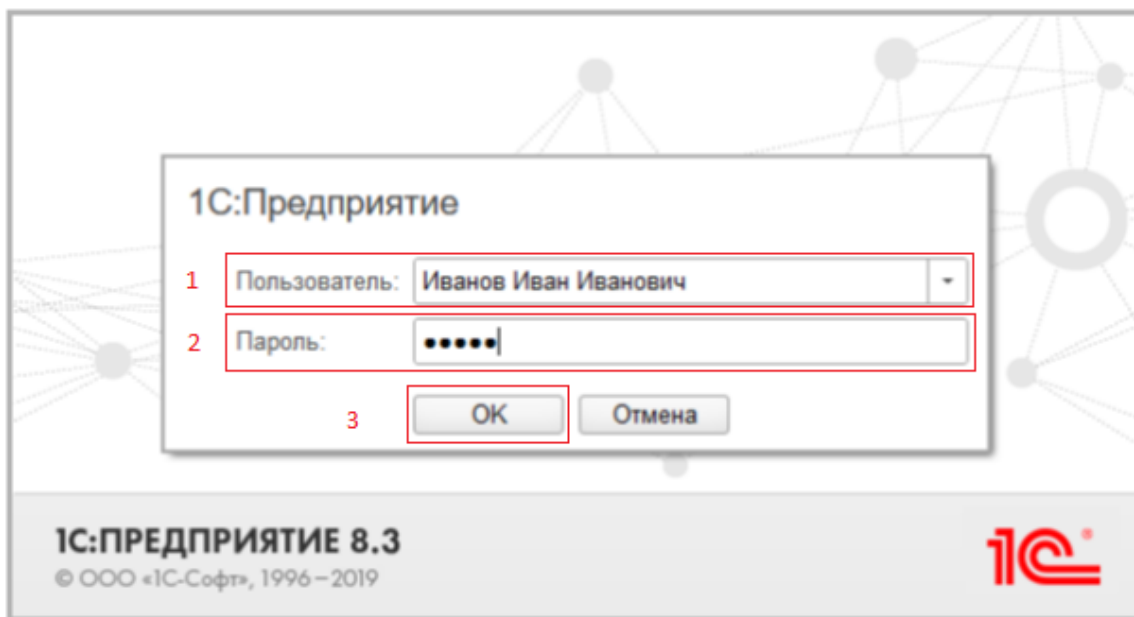 1С:Предприятие
1 Пользователь: Иванов Иван Иванович
2 Пароль: •••••
3 OK Отмена
1С:ПРЕДПРИЯТИЕ 8.3
© ООО «1С-Софт», 1996–2019
1С